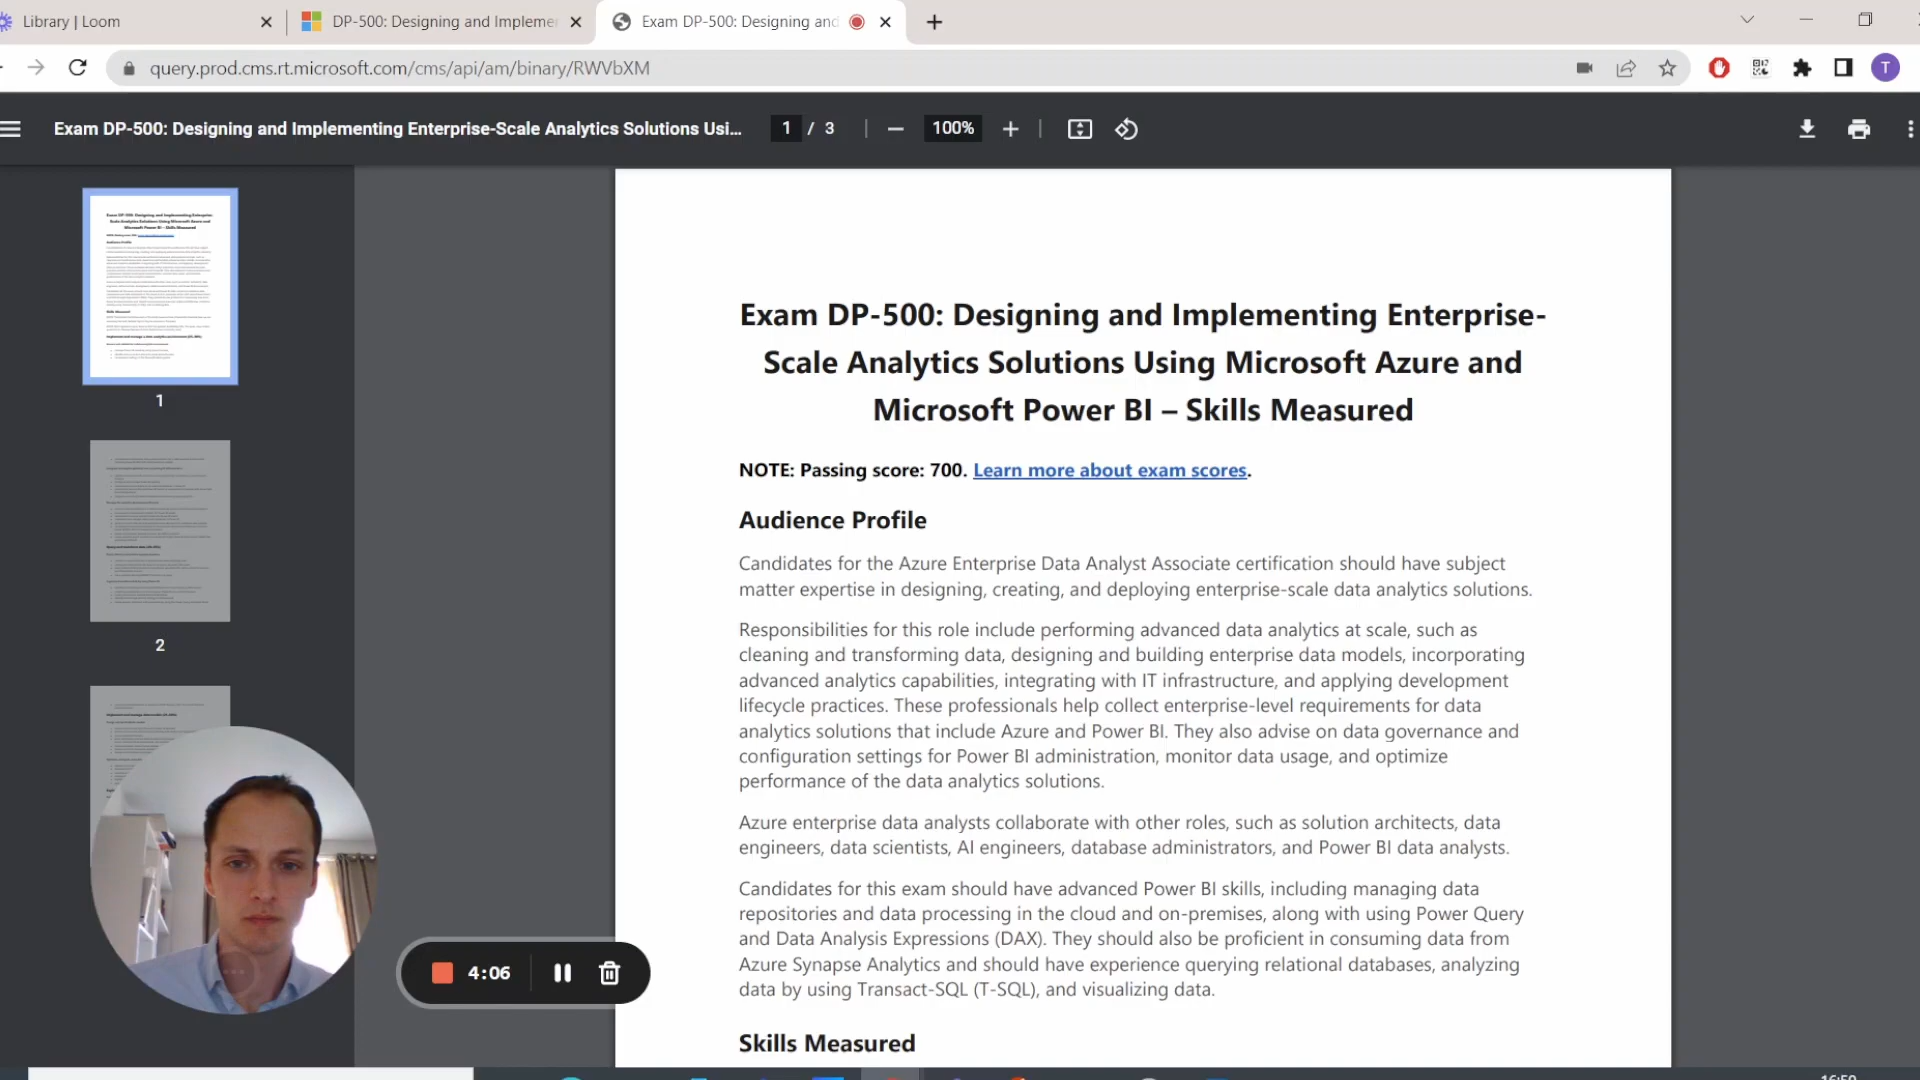 Library | Loom
DP-500: Designing and Implemen
Exam DP-500: Designing and
query.prod.cms.rt.microsoft.com/cms/api/am/binary/RWVbXM
T
Exam DP-500: Designing and Implementing Enterprise-Scale Analytics Solutions Usi...
1 / 3
100%
1
2
Exam DP-500: Designing and Implementing Enterprise-
Scale Analytics Solutions Using Microsoft Azure and
Microsoft Power BI – Skills Measured
NOTE: Passing score: 700. Learn more about exam scores.
Audience Profile
Candidates for the Azure Enterprise Data Analyst Associate certification should have subject
matter expertise in designing, creating, and deploying enterprise-scale data analytics solutions.
Responsibilities for this role include performing advanced data analytics at scale, such as
cleaning and transforming data, designing and building enterprise data models, incorporating
advanced analytics capabilities, integrating with IT infrastructure, and applying development
lifecycle practices. These professionals help collect enterprise-level requirements for data
analytics solutions that include Azure and Power BI. They also advise on data governance and
configuration settings for Power BI administration, monitor data usage, and optimize
performance of the data analytics solutions.
Azure enterprise data analysts collaborate with other roles, such as solution architects, data
engineers, data scientists, AI engineers, database administrators, and Power BI data analysts.
Candidates for this exam should have advanced Power BI skills, including managing data
repositories and data processing in the cloud and on-premises, along with using Power Query
and Data Analysis Expressions (DAX). They should also be proficient in consuming data from
Azure Synapse Analytics and should have experience querying relational databases, analyzing
data by using Transact-SQL (T-SQL), and visualizing data.
Skills Measured
4:06